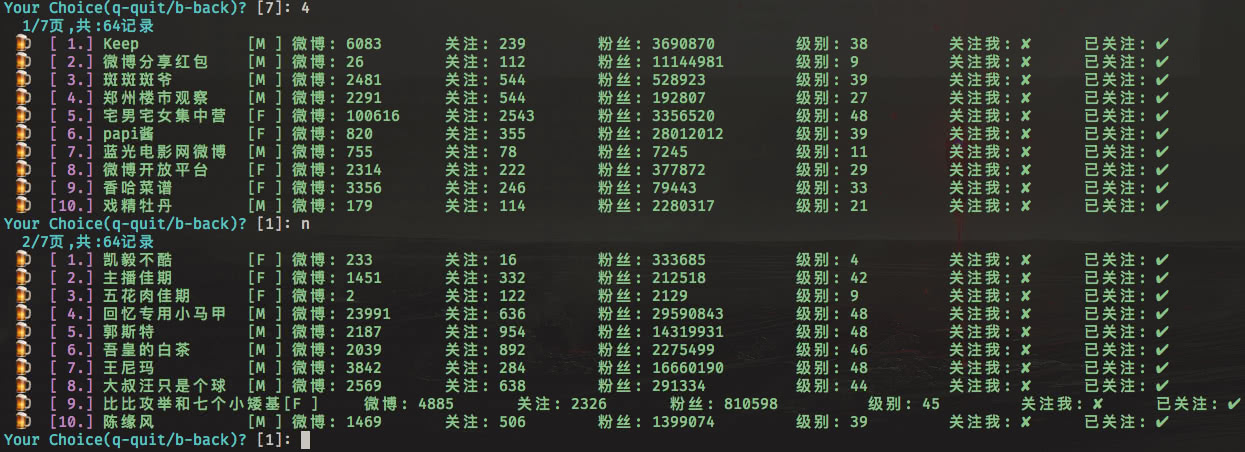 Your Choice(q-quit/b-back)? [7]: 4
1/7页,共:64记录
[ 1.] Keep [M ] 微博: 6083 关注: 239 粉丝: 3690870 级别: 38 关注我: ✘ 已关注: ✔
[ 2.] 微博分享红包 [M ] 微博: 26 关注: 112 粉丝: 11144981 级别: 9 关注我: ✘ 已关注: ✔
[ 3.] 斑斑斑爷 [M ] 微博: 2481 关注: 544 粉丝: 528923 级别: 39 关注我: ✘ 已关注: ✔
[ 4.] 郑州楼市观察 [M ] 微博: 2291 关注: 544 粉丝: 192807 级别: 27 关注我: ✘ 已关注: ✔
[ 5.] 宅男宅女集中营 [F ] 微博: 100616 关注: 2543 粉丝: 3356520 级别: 48 关注我: ✘ 已关注: ✔
[ 6.] papi酱 [F ] 微博: 820 关注: 355 粉丝: 28012012 级别: 39 关注我: ✘ 已关注: ✔
[ 7.] 蓝光电影网微博 [M ] 微博: 755 关注: 78 粉丝: 7245 级别: 11 关注我: ✘ 已关注: ✔
[ 8.] 微博开放平台 [F ] 微博: 2314 关注: 222 粉丝: 377872 级别: 29 关注我: ✘ 已关注: ✔
[ 9.] 香哈菜谱 [F ] 微博: 3356 关注: 246 粉丝: 79443 级别: 33 关注我: ✘ 已关注: ✔
[10.] 戏精牡丹 [M ] 微博: 179 关注: 114 粉丝: 2280317 级别: 21 关注我: ✘ 已关注: ✔
Your Choice(q-quit/b-back)? [1]: n
2/7页,共:64记录
[ 1.] 凯毅不酷 [F ] 微博: 233 关注: 16 粉丝: 333685 级别: 4 关注我: ✘ 已关注: ✔
[ 2.] 主播佳期 [F ] 微博: 1451 关注: 332 粉丝: 212518 级别: 42 关注我: ✘ 已关注: ✔
[ 3.] 五花肉佳期 [F ] 微博: 2 关注: 122 粉丝: 2129 级别: 9 关注我: ✘ 已关注: ✔
[ 4.] 回忆专用小马甲 [M ] 微博: 23991 关注: 636 粉丝: 29590843 级别: 48 关注我: ✘ 已关注: ✔
[ 5.] 郭斯特 [M ] 微博: 2187 关注: 954 粉丝: 14319931 级别: 48 关注我: ✘ 已关注: ✔
[ 6.] 吾皇的白茶 [M ] 微博: 2039 关注: 892 粉丝: 2275499 级别: 46 关注我: ✘ 已关注: ✔
[ 7.] 王尼玛 [M ] 微博: 3842 关注: 284 粉丝: 16660190 级别: 48 关注我: ✘ 已关注: ✔
[ 8.] 大叔汪只是个球 [M ] 微博: 2569 关注: 638 粉丝: 291334 级别: 44 关注我: ✘ 已关注: ✔
[ 9.] 比比攻举和七个小矮基[F ] 微博: 4885 关注: 2326 粉丝: 810598 级别: 45 关注我: ✘ 已关注: ✔
[10.] 陈缘风 [M ] 微博: 1469 关注: 506 粉丝: 1399074 级别: 39 关注我: ✘ 已关注: ✔
Your Choice(q-quit/b-back)? [1]: